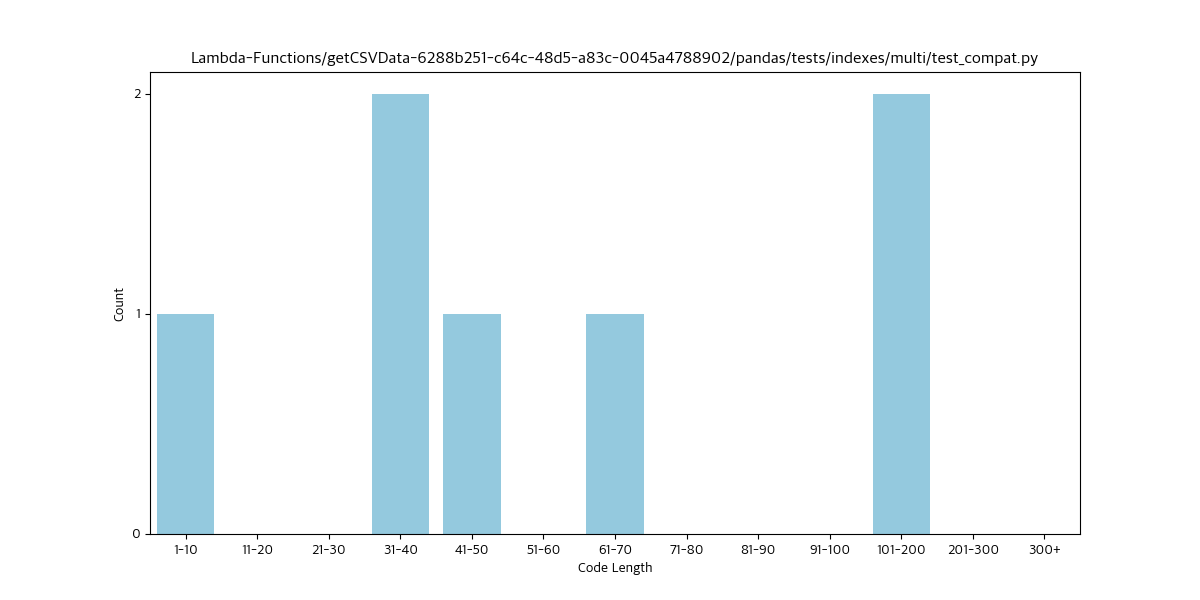 Lambda-Functions/getCSVData-6288b251-c64c-48d5-a83c-0045a4788902/pandas/tests/indexes/multi/test_compat.py
2
1
0
Count
1-10 11-20 21-30 31-40 41-50 51-60 61-70 71-80 81-90 91-100 101-200 201-300 300+
Code Length